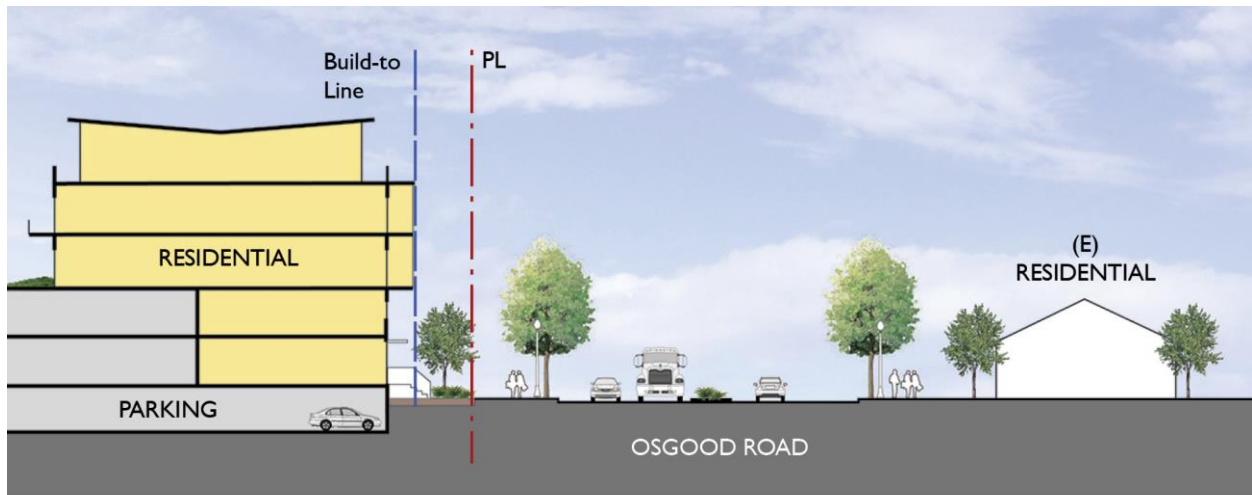 Build-to
Line
PL
RESIDENTIAL
(E)
RESIDENTIAL
PARKING
OSGOOD ROAD